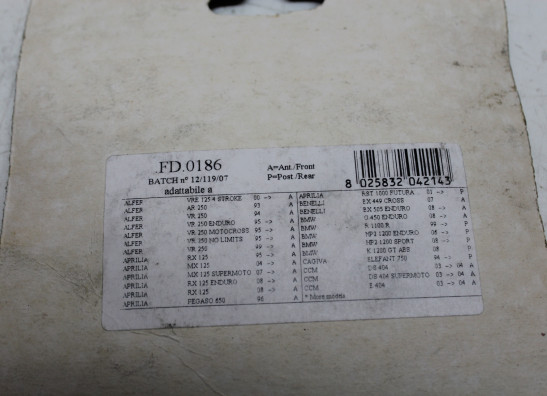 FD.0186
BATCH n° 12/119/07
A=Ant./Front
P=Post./Rear
adattabile a
8 025832 042143
ALFER VRE 125 4 STROKE 00 -> A
ALFER AR 250 93 A
ALFER VR 250 94 A
ALFER VR 250 ENDURO 95 -> A
ALFER VR 250 MOTOCROSS 95 -> A
ALFER VR 250 NO LIMITS 95 -> A
ALFER VR 250 99 -> A
APRILIA RX 125 95 -> A
APRILIA MX 125 04 -> A
APRILIA MX 125 SUPERMOTO 07 -> A
APRILIA RX 125 ENDURO 08 -> A
APRILIA RX 125 08 -> A
APRILIA PEGASO 650 96 A
APRILIA RST 1000 FUTURA 01 -> P
BENELLI BX 449 CROSS 07 A
BENELLI BX 505 ENDURO 08 -> A
BMW G 450 ENDURO 08 -> A
BMW R 1100 R 99 -> P
BMW HP2 1200 ENDURO 06 -> P
BMW HP2 1200 SPORT 08 -> P
BMW K 1200 GT ABS 08 P
CAGIVA ELEFANT 750 94 -> P
CCM 03 -> 04 A
CCM DS 404 SUPERMOTO 03 -> 04 A
CCM E 404 03 -> 04 A
* More models